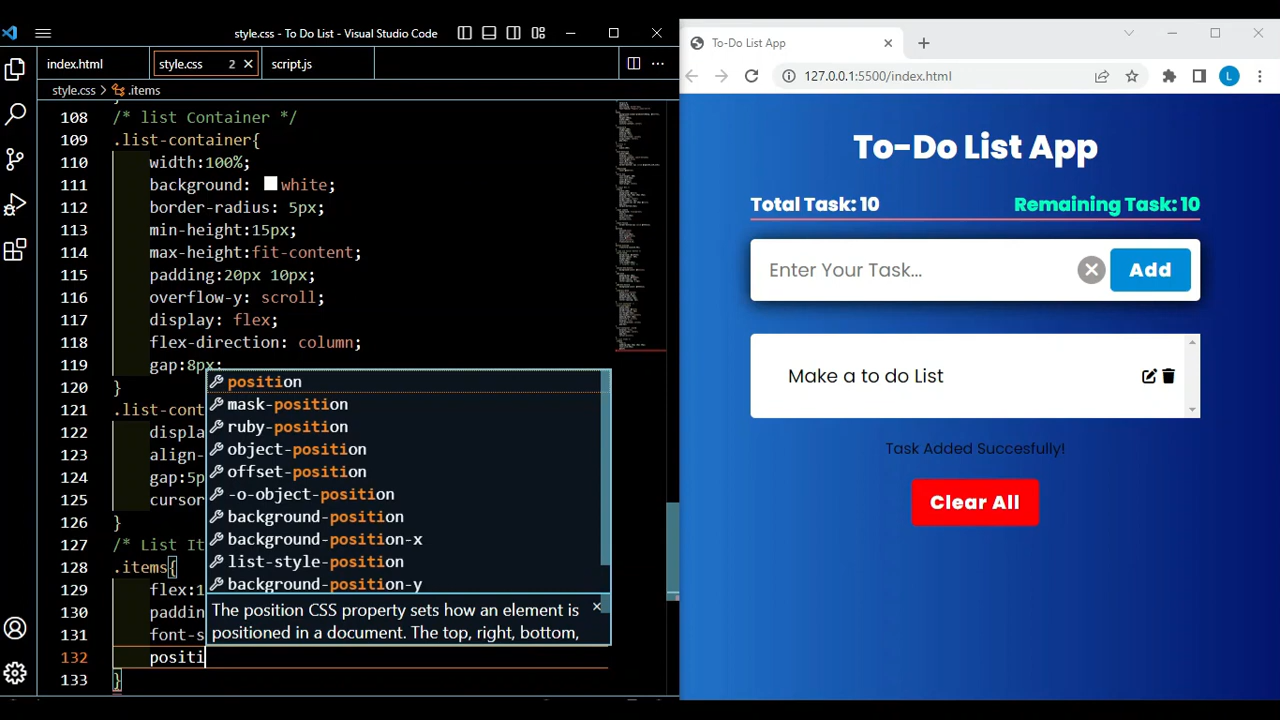 style.css - To Do List - Visual Studio Code
index.html
style.css 2
script.js
style.css > .items
108 /* list Container */
109 .list-container{
110 width:100%;
111 background: white;
112 border-radius: 5px;
113 min-height:15px;
114 max-height:fit-content;
115 padding:20px 10px;
116 overflow-y: scroll;
117 display: flex;
118 flex-direction: column;
119 gap:8px;
120 }
121 .list-cont
122 displa
123 align-
124 gap:5p
125 cursor
126 }
127 /* List It
128 .items{
129 flex:1
130 paddin
131 font-s
132 positi
133 }
position
mask-position
ruby-position
object-position
offset-position
-o-object-position
background-position
background-position-x
list-style-position
background-position-y
The position CSS property sets how an element is
positioned in a document. The top, right, bottom,
To-Do List App
127.0.0.1:5500/index.html
L
To-Do List App
Total Task: 10
Remaining Task: 10
Enter Your Task...
Add
Make a to do List
Task Added Succesfully!
Clear All